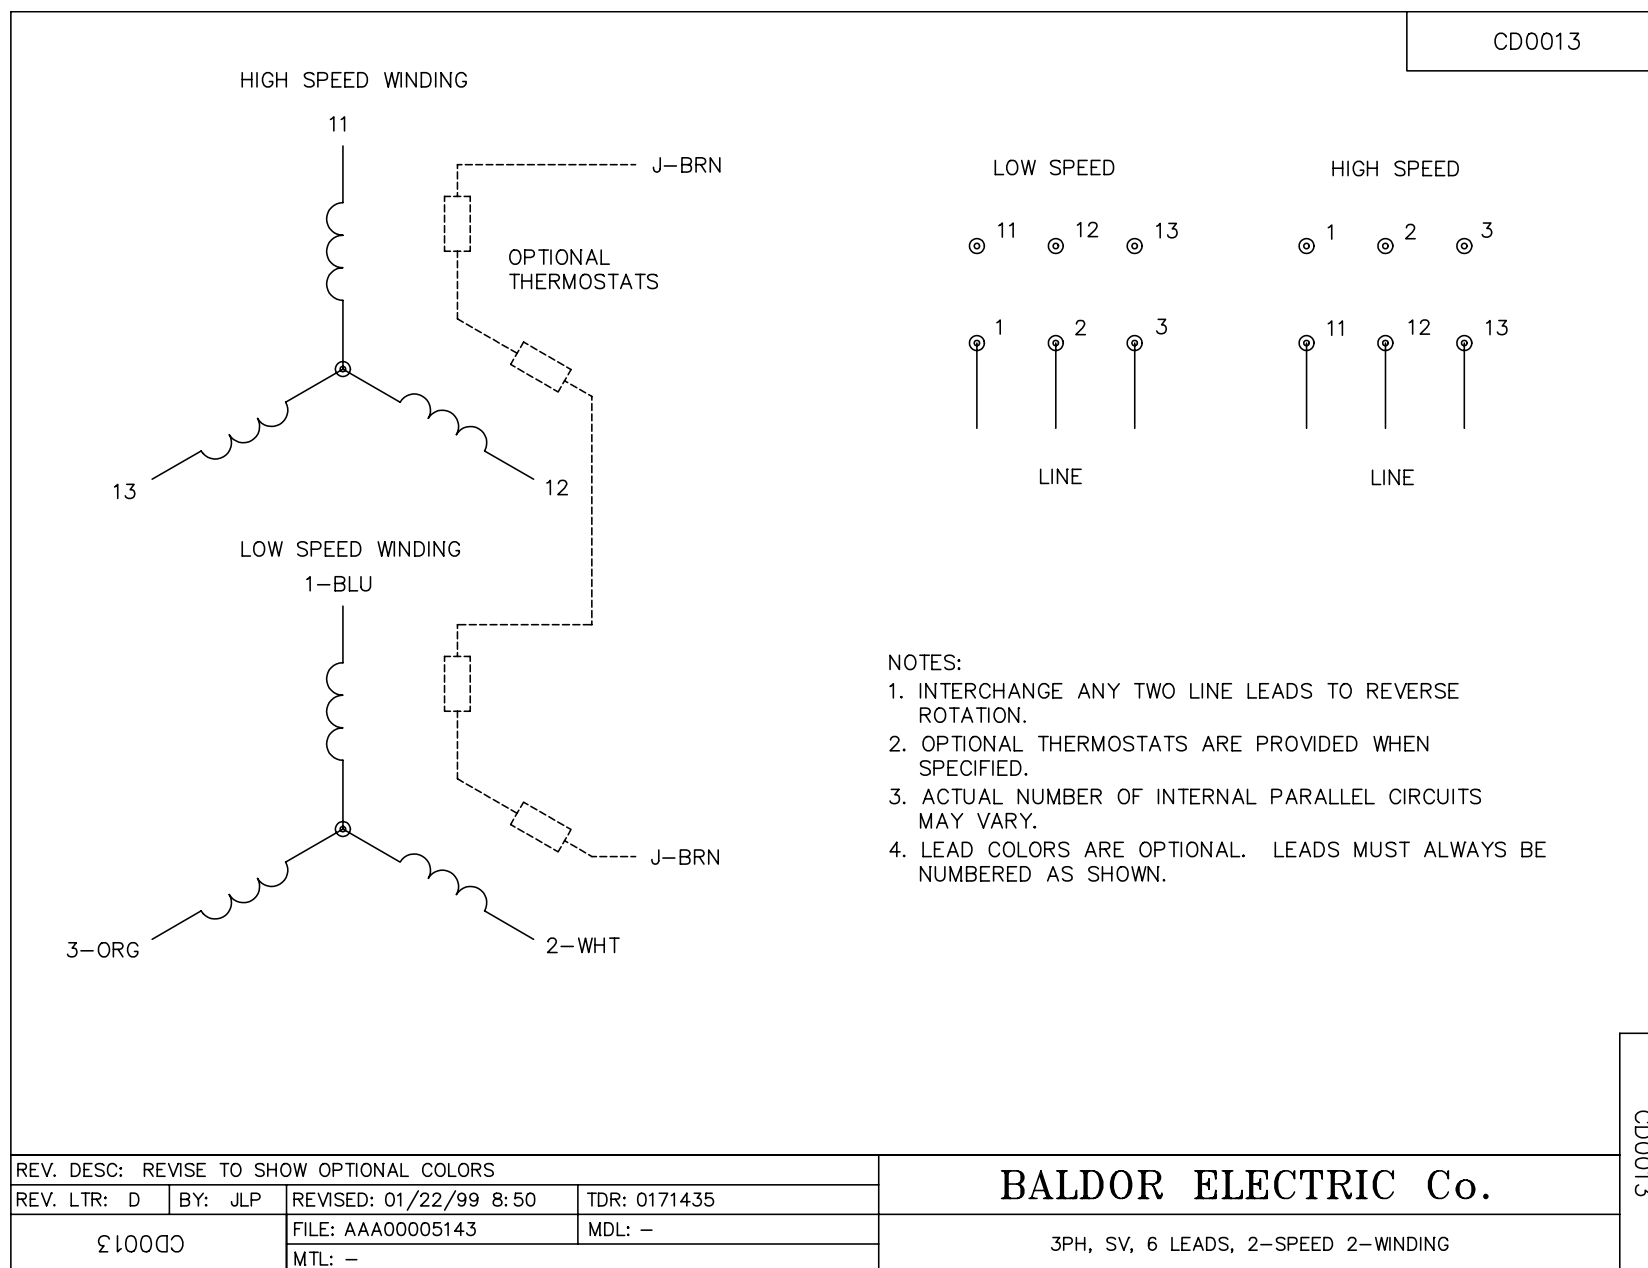 CD0013
HIGH SPEED WINDING
11
J-BRN
OPTIONAL
THERMOSTATS
13
12
LOW SPEED WINDING
1-BLU
J-BRN
3-ORG
2-WHT
LOW SPEED
11 12 13
1 2 3
LINE
HIGH SPEED
1 2 3
11 12 13
LINE
NOTES:
1. INTERCHANGE ANY TWO LINE LEADS TO REVERSE
ROTATION.
2. OPTIONAL THERMOSTATS ARE PROVIDED WHEN
SPECIFIED.
3. ACTUAL NUMBER OF INTERNAL PARALLEL CIRCUITS
MAY VARY.
4. LEAD COLORS ARE OPTIONAL. LEADS MUST ALWAYS BE
NUMBERED AS SHOWN.
CD0013
REV. DESC: REVISE TO SHOW OPTIONAL COLORS
REV. LTR: D BY: JLP REVISED: 01/22/99 8:50 TDR: 0171435
CD0013
FILE: AAA00005143 MDL: -
MTL: -
BALDOR ELECTRIC Co.
3PH, SV, 6 LEADS, 2-SPEED 2-WINDING